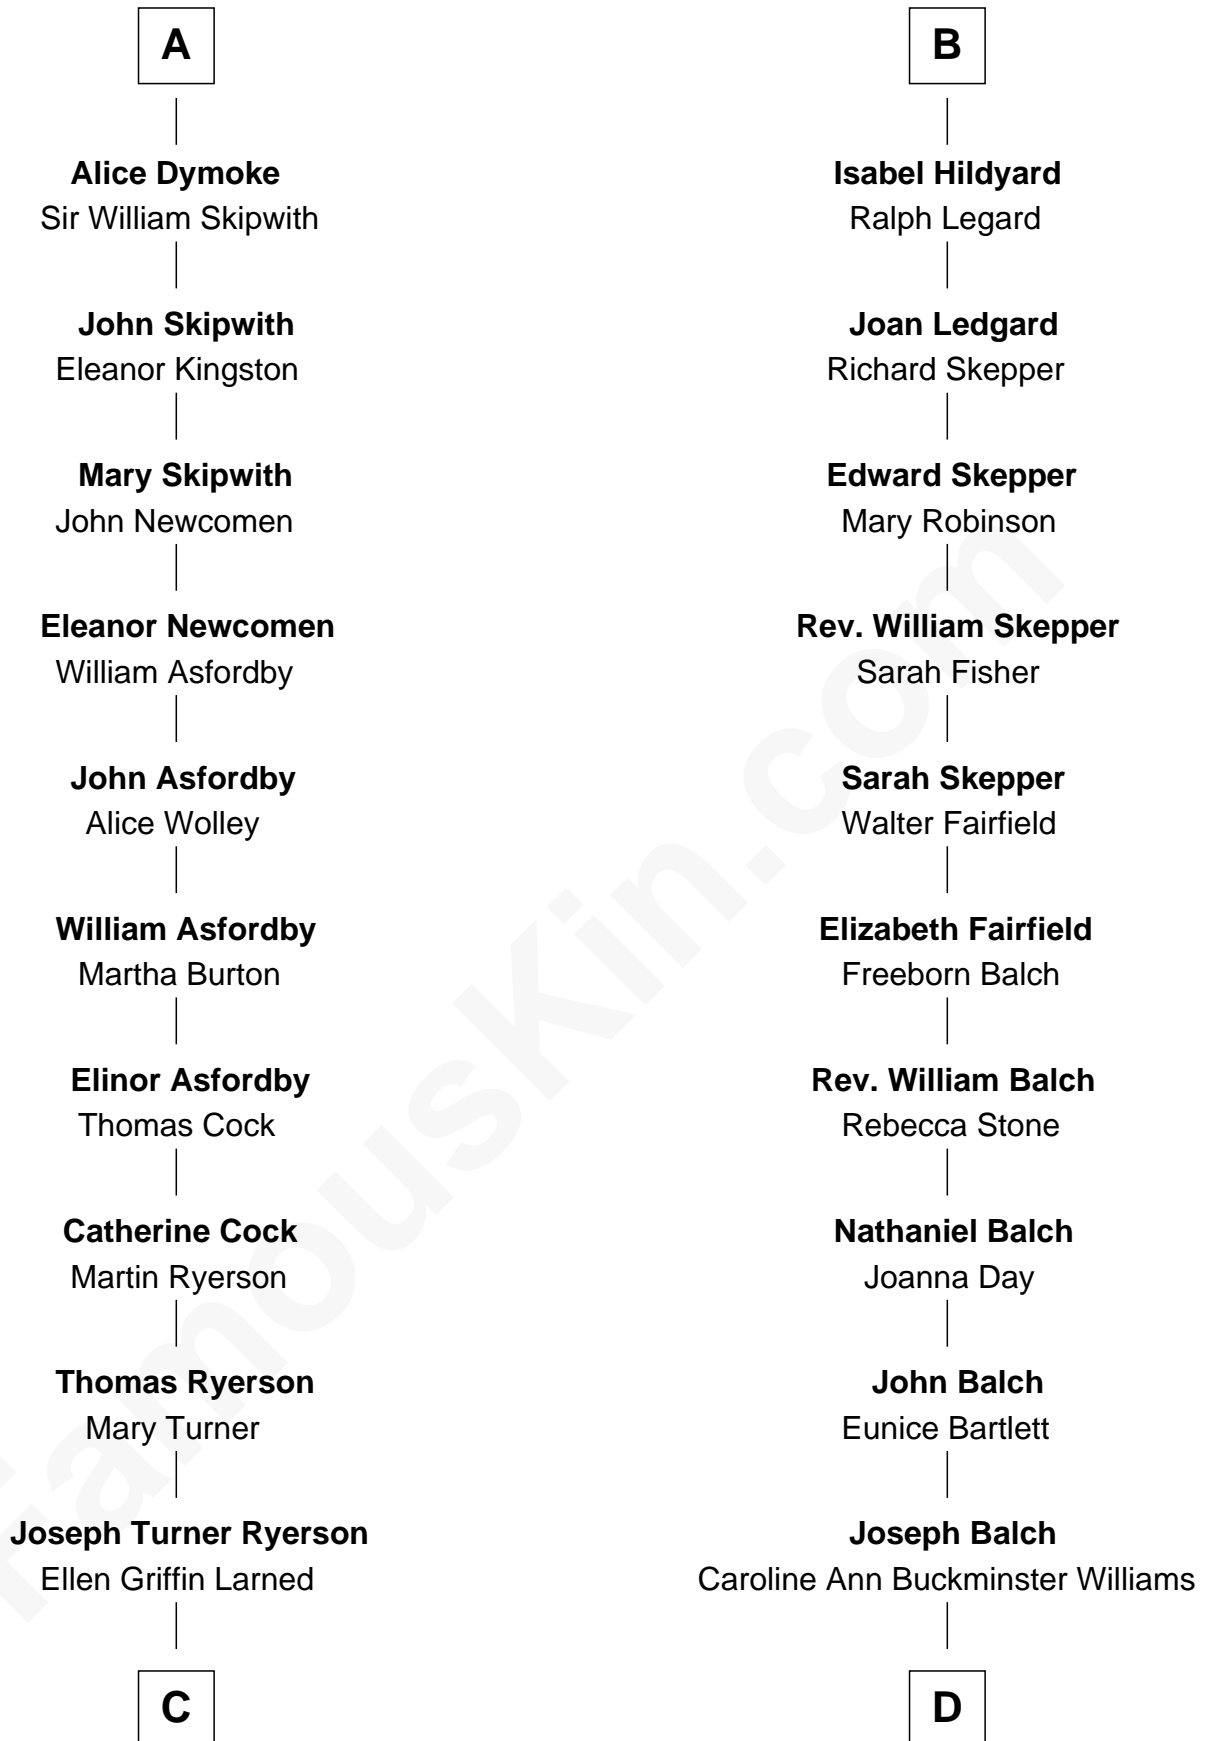 A
Alice Dymoke
Sir William Skipwith
John Skipwith
Eleanor Kingston
Mary Skipwith
John Newcomen
Eleanor Newcomen
William Asfordby
John Asfordby
Alice Wolley
William Asfordby
Martha Burton
Elinor Asfordby
Thomas Cock
Catherine Cock
Martin Ryerson
Thomas Ryerson
Mary Turner
Joseph Turner Ryerson
Ellen Griffin Larned
C
B
Isabel Hildyard
Ralph Legard
Joan Ledgard
Richard Skepper
Edward Skepper
Mary Robinson
Rev. William Skepper
Sarah Fisher
Sarah Skepper
Walter Fairfield
Elizabeth Fairfield
Freeborn Balch
Rev. William Balch
Rebecca Stone
Nathaniel Balch
Joanna Day
John Balch
Eunice Bartlett
Joseph Balch
Caroline Ann Buckminster Williams
D
FamousKin.com